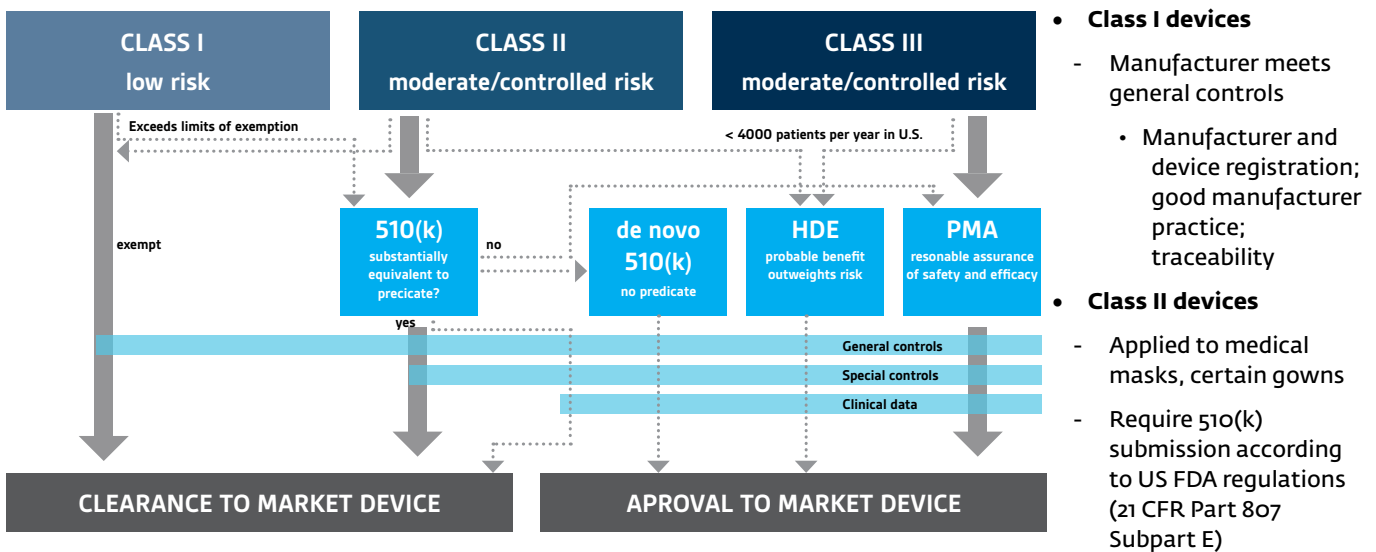 CLASS I
low risk
CLASS II
moderate/controlled risk
CLASS III
moderate/controlled risk
Exceeds limits of exemption
< 4000 patients per year in U.S.
exempt
510(k)
substantially
equivalent to
precicate?
no
de novo
510(k)
no predicate
HDE
probable benefit
outweights risk
PMA
resonable assurance
of safety and efficacy
yes
General controls
Special controls
Clinical data
CLEARANCE TO MARKET DEVICE
APROVAL TO MARKET DEVICE
• Class I devices
- Manufacturer meets
general controls
• Manufacturer and
device registration;
good manufacturer
practice;
traceability
• Class II devices
- Applied to medical
masks, certain gowns
- Require 510(k)
submission according
to US FDA regulations
(21 CFR Part 807
Subpart E)